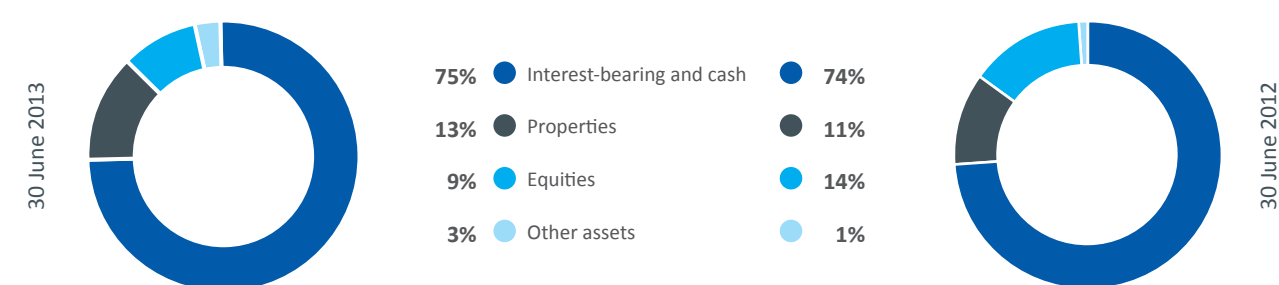 30 June 2013
75% Interest-bearing and cash 74%
13% Properties 11%
9% Equities 14%
3% Other assets 1%
30 June 2012